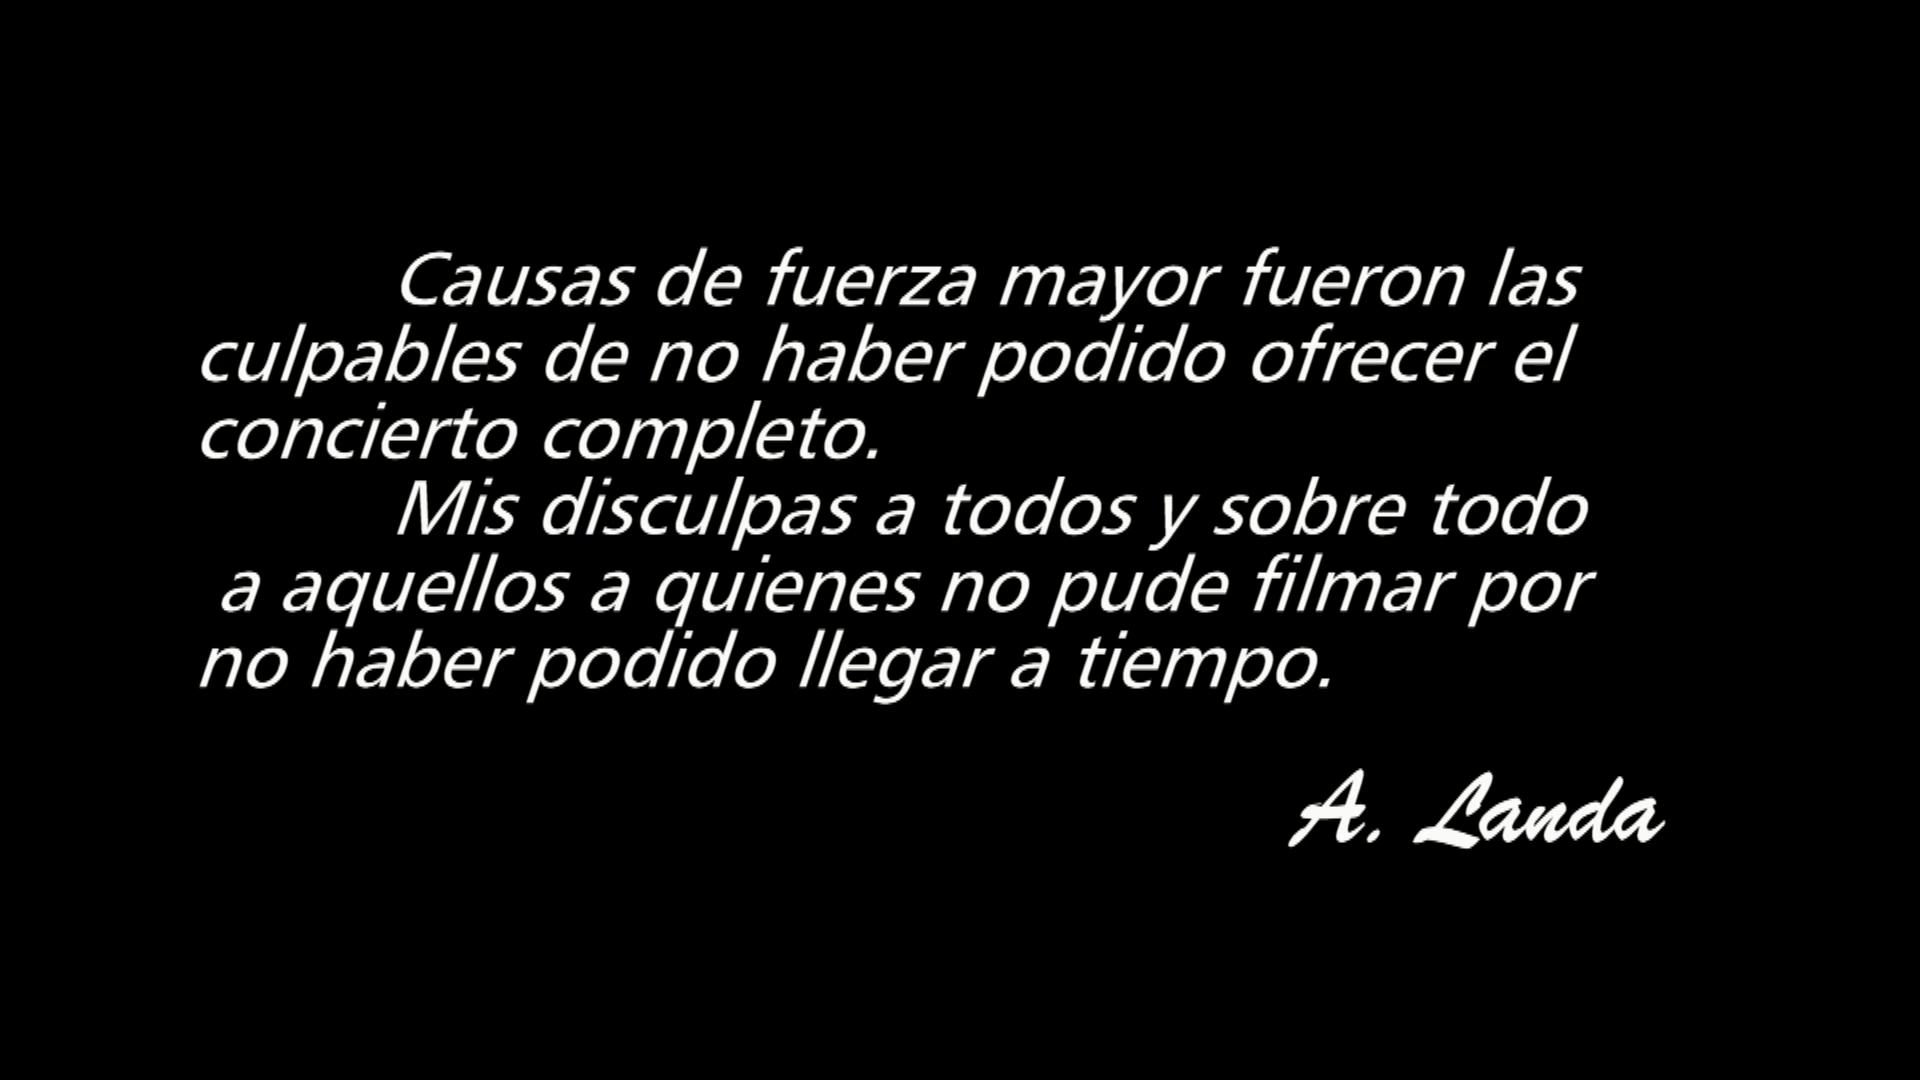 Causas de fuerza mayor fueron las
culpables de no haber podido ofrecer el
concierto completo.
Mis disculpas a todos y sobre todo
a aquellos a quienes no pude filmar por
no haber podido llegar a tiempo.
A. Landa